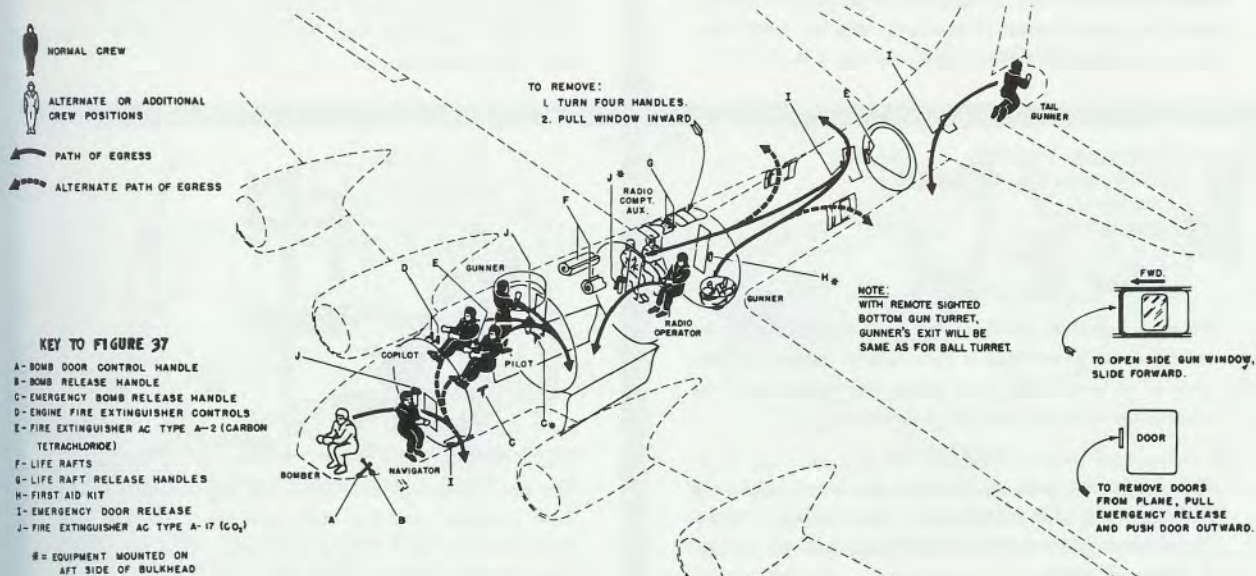 NORMAL CREW
ALTERNATE OR ADDITIONAL
CREW POSITIONS
PATH OF EGRESS
ALTERNATE PATH OF EGRESS
TO REMOVE:
1. TURN FOUR HANDLES.
2. PULL WINDOW INWARD
I
E
I
TAIL
GUNNER
G
J*
RADIO
COMPT.
AUX.
F
J
GUNNER
E
D
H*
GUNNER
RADIO
OPERATOR
COPILOT
PILOT
J
C
C*
BOMBER
NAVIGATOR
I
A
B
NOTE:
WITH REMOTE SIGHTED
BOTTOM GUN TURRET,
GUNNER'S EXIT WILL BE
SAME AS FOR BALL TURRET.
FWD.
TO OPEN SIDE GUN WINDOW,
SLIDE FORWARD.
DOOR
TO REMOVE DOORS
FROM PLANE, PULL
EMERGENCY RELEASE
AND PUSH DOOR OUTWARD.
KEY TO FIGURE 37
A-BOMB DOOR CONTROL HANDLE
B-BOMB RELEASE HANDLE
C-EMERGENCY BOMB RELEASE HANDLE
D-ENGINE FIRE EXTINGUISHER CONTROLS
E-FIRE EXTINGUISHER AC TYPE A-2 (CARBON
TETRACHLORIDE)
F-LIFE RAFTS
G-LIFE RAFT RELEASE HANDLES
H-FIRST AID KIT
I-EMERGENCY DOOR RELEASE
J-FIRE EXTINGUISHER AC TYPE A-17 (CO₂)
*= EQUIPMENT MOUNTED ON
AFT SIDE OF BULKHEAD